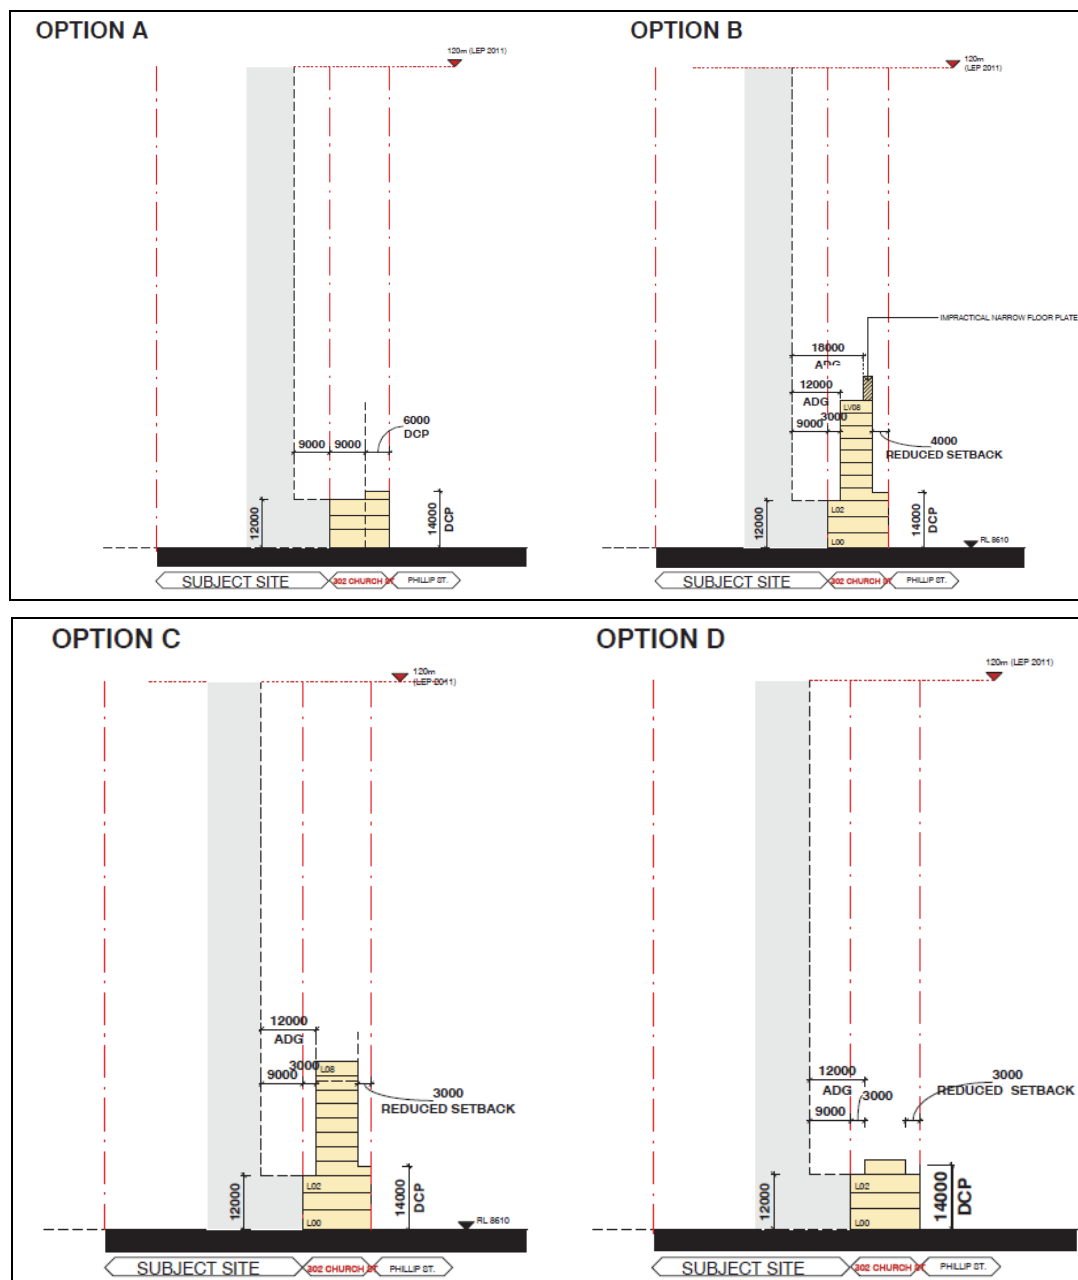 OPTION A
120m (LEP 2011)
6000
DCP
9000
9000
12000
14000
DCP
SUBJECT SITE
302 CHURCH ST
PHILLIP ST.
OPTION B
120m
(LEP 2011)
IMPRACTICAL NARROW FLOOR PLATE
18000
ADG
12000
ADG
LV08
3000
9000
4000
REDUCED SETBACK
12000
L02
14000
DCP
L00
RL 8610
SUBJECT SITE
302 CHURCH ST
PHILLIP ST.
OPTION C
120m
(LEP 2011)
12000
ADG
3000
L08
9000
3000
REDUCED SETBACK
12000
L02
14000
DCP
L00
RL 8610
SUBJECT SITE
302 CHURCH ST
PHILLIP ST.
OPTION D
120m (LEP 2011)
12000
ADG
3000
9000
3000
REDUCED SETBACK
12000
L02
14000
DCP
L00
SUBJECT SITE
302 CHURCH ST
PHILLIP ST.